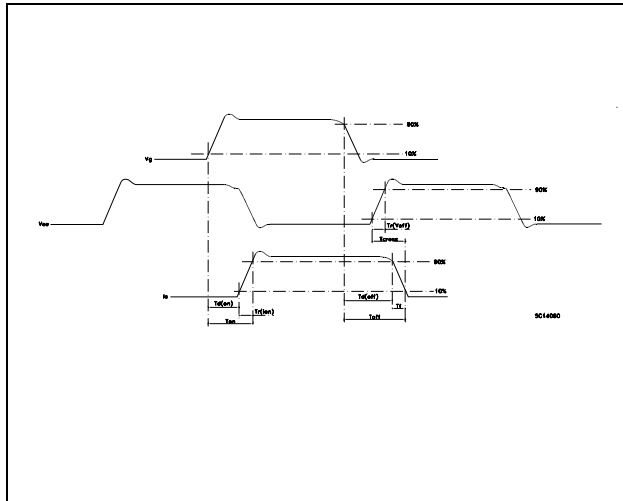 90%
10%
Vg
90%
10%
Vce
Tr(Voff)
Tcross
90%
10%
Ic
Td(on)
Td(off)
Tf
Tr(Ion)
Ton
Toff
SC14060